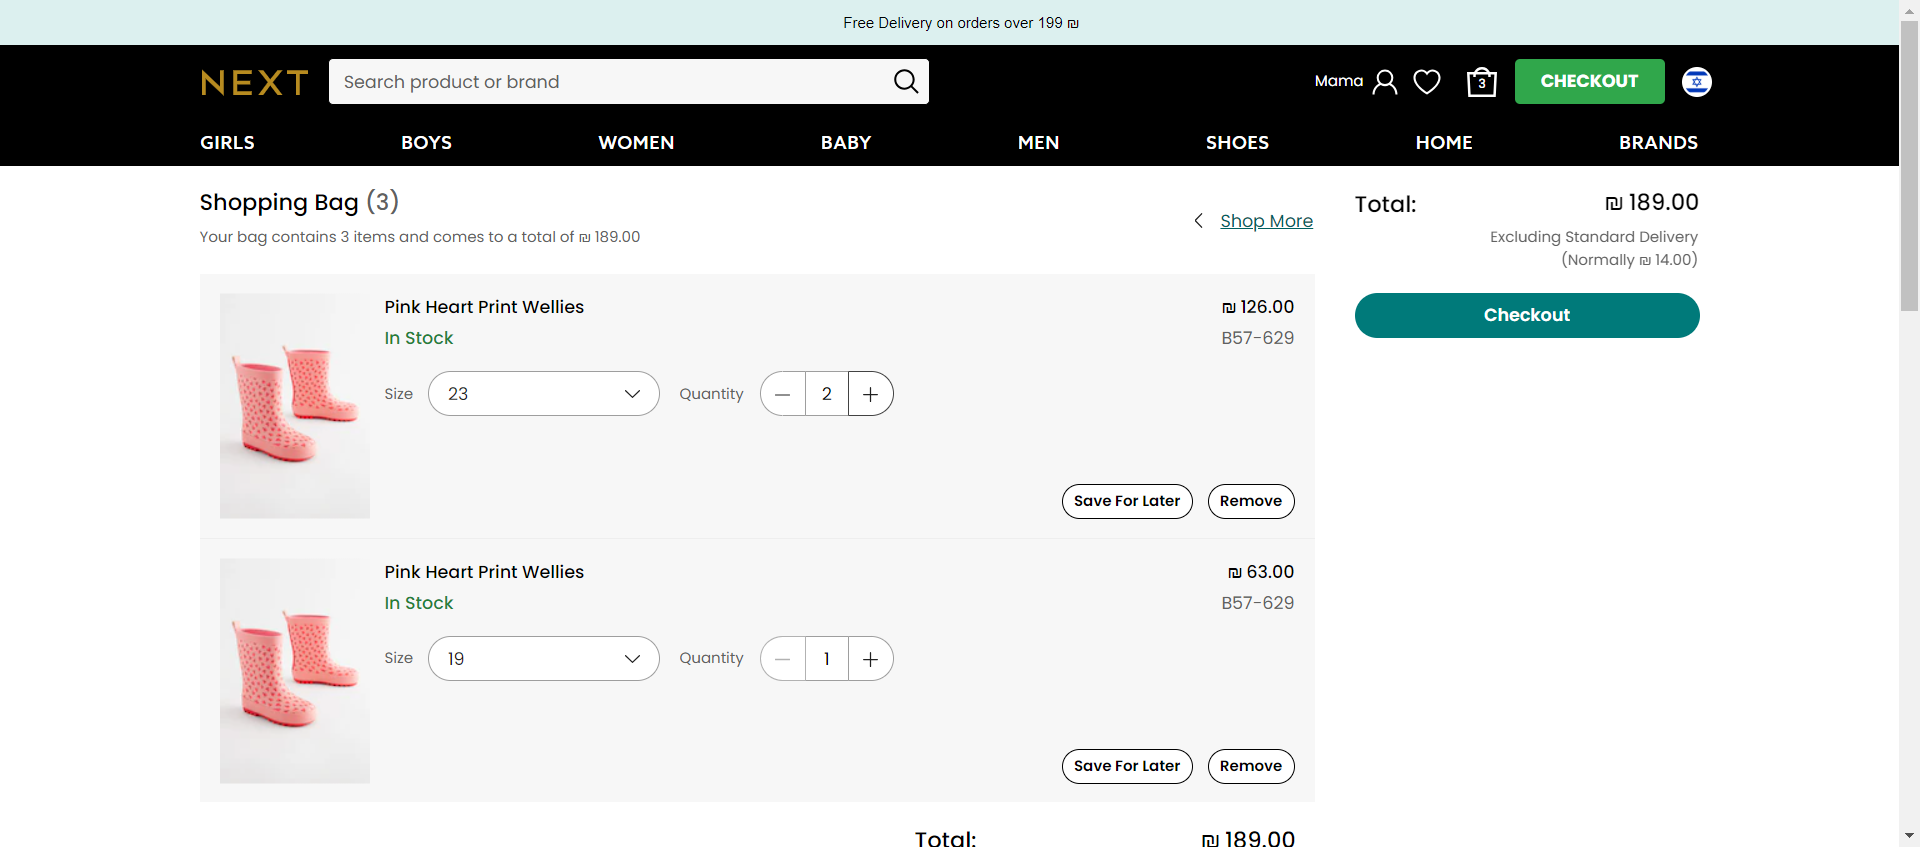 Free Delivery on orders over 199 ₪
NEXT
Search product or brand
Mama
3
CHECKOUT
GIRLS
BOYS
WOMEN
BABY
MEN
SHOES
HOME
BRANDS
Shopping Bag (3)
Your bag contains 3 items and comes to a total of ₪ 189.00
Shop More
Total:
₪ 189.00
Excluding Standard Delivery
(Normally ₪ 14.00)
Checkout
Pink Heart Print Wellies
₪ 126.00
In Stock
B57-629
Size
23
Quantity
2
Save For Later
Remove
Pink Heart Print Wellies
₪ 63.00
In Stock
B57-629
Size
19
Quantity
1
Save For Later
Remove
Total:
₪ 189.00